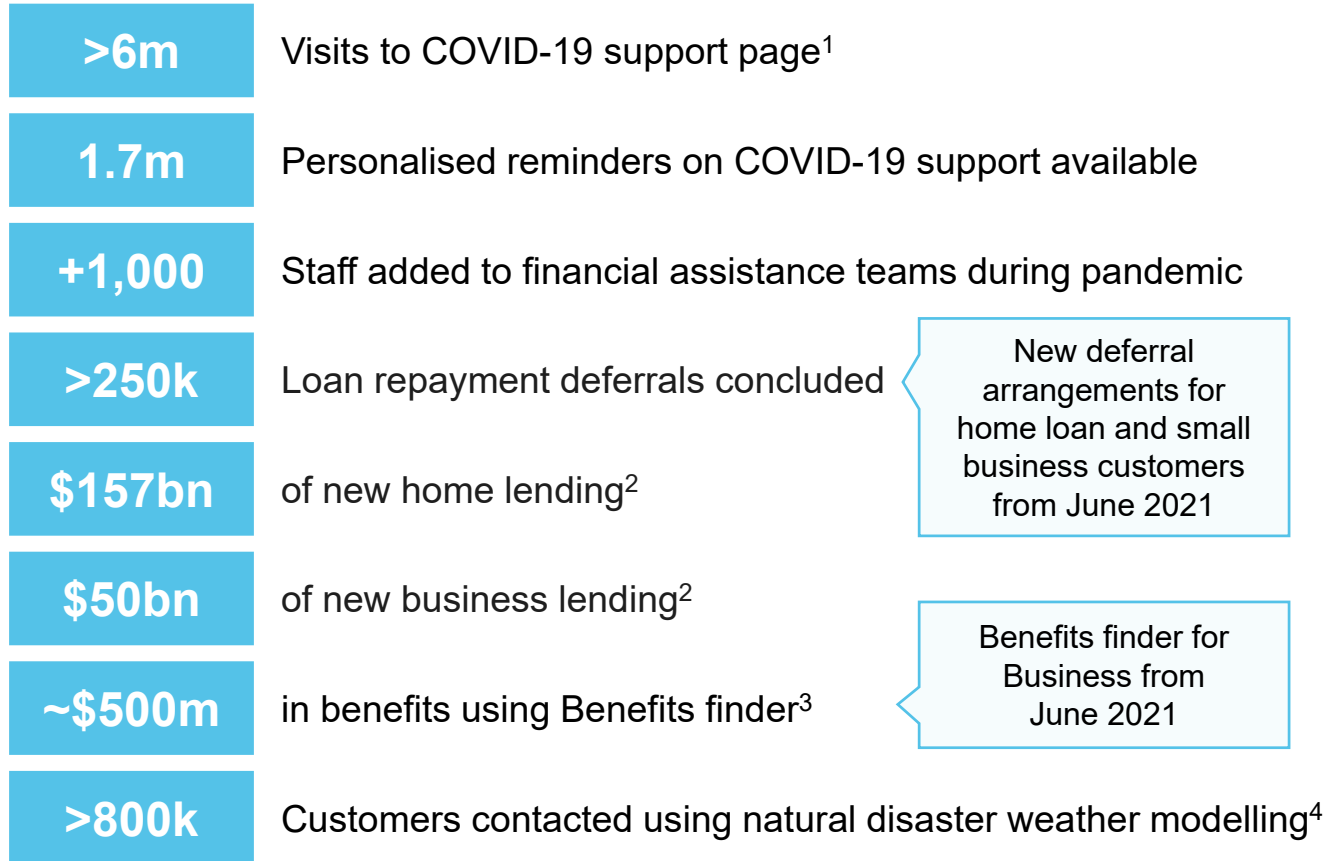 >6m Visits to COVID-19 support page¹
1.7m Personalised reminders on COVID-19 support available
+1,000 Staff added to financial assistance teams during pandemic
>250k Loan repayment deferrals concluded
New deferral
arrangements for
home loan and small
business customers
from June 2021
$157bn of new home lending²
$50bn of new business lending²
~$500m in benefits using Benefits finder³
Benefits finder for
Business from
June 2021
>800k Customers contacted using natural disaster weather modelling⁴